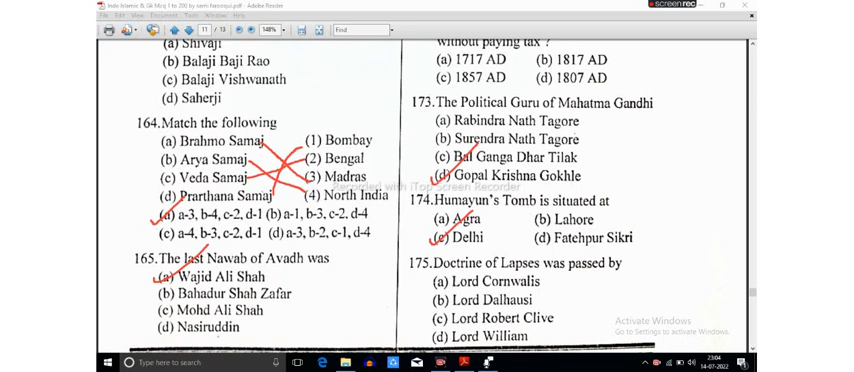 Indo Islamic & Gk Mcq 1 to 200 by sami farooqui.pdf - Adobe Reader
screenrec
File Edit View Document Tools Window Help
11 / 13 148% Find
(a) Shivaji
(b) Balaji Baji Rao
(c) Balaji Vishwanath
(d) Saherji
164.Match the following
(a) Brahmo Samaj (1) Bombay
(b) Arya Samaj (2) Bengal
(c) Veda Samaj (3) Madras
(d) Prarthana Samaj (4) North India
(a) a-3, b-4, c-2, d-1 (b) a-1, b-3, c-2, d-4
(c) a-4, b-3, c-2, d-1 (d) a-3, b-2, c-1, d-4
165.The last Nawab of Avadh was
(a) Wajid Ali Shah
(b) Bahadur Shah Zafar
(c) Mohd Ali Shah
(d) Nasiruddin
without paying tax ?
(a) 1717 AD (b) 1817 AD
(c) 1857 AD (d) 1807 AD
173.The Political Guru of Mahatma Gandhi
(a) Rabindra Nath Tagore
(b) Surendra Nath Tagore
(c) Bal Ganga Dhar Tilak
(d) Gopal Krishna Gokhle
Recorded with iTop Screen Recorder
174.Humayun's Tomb is situated at
(a) Agra (b) Lahore
(c) Delhi (d) Fatehpur Sikri
175.Doctrine of Lapses was passed by
(a) Lord Cornwalis
(b) Lord Dalhausi
(c) Lord Robert Clive
(d) Lord William
Activate Windows
Go to Settings to activate Windows.
Type here to search
23:04
14-07-2022